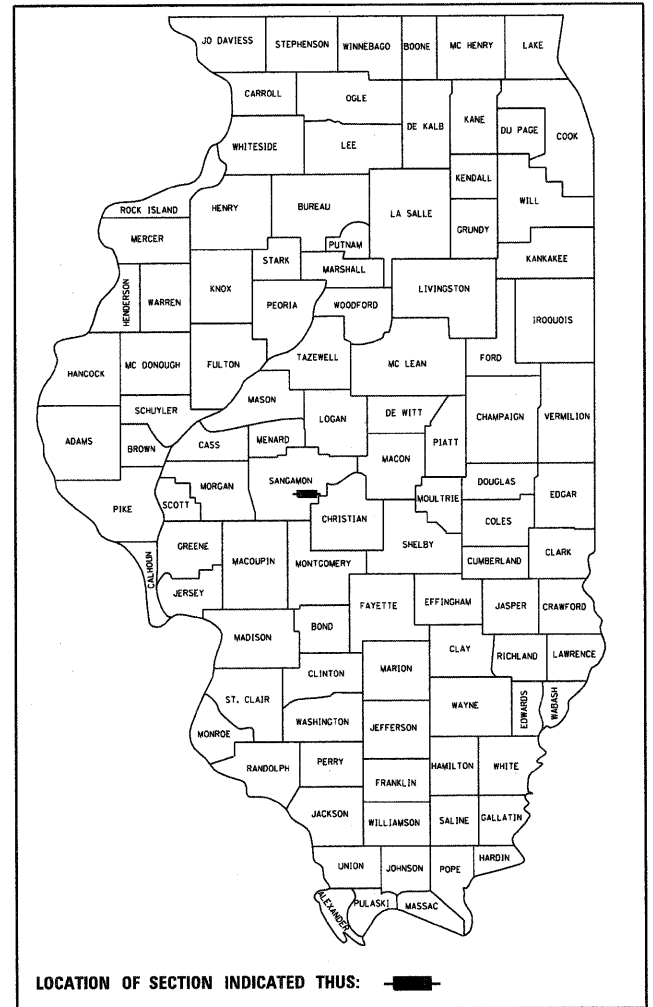 JO DAVIESS STEPHENSON WINNEBAGO BOONE MC HENRY LAKE
CARROLL OGLE DE KALB KANE DU PAGE COOK
WHITESIDE LEE
KENDALL WILL
ROCK ISLAND HENRY BUREAU LA SALLE GRUNDY
MERCER PUTNAM KANKAKEE
STARK MARSHALL
HENDERSON WARREN KNOX PEORIA WOODFORD LIVINGSTON IROQUOIS
HANCOCK MC DONOUGH FULTON TAZEWELL MC LEAN FORD
MASON
SCHUYLER LOGAN DE WITT CHAMPAIGN VERMILION
ADAMS BROWN CASS MENARD MACON PIATT
SANGAMON DOUGLAS
PIKE SCOTT MORGAN CHRISTIAN MOULTRIE COLES EDGAR
GREENE MACOUPIN MONTGOMERY SHELBY CUMBERLAND CLARK
CALHOUN JERSEY
FAYETTE EFFINGHAM JASPER CRAWFORD
MADISON BOND
CLINTON MARION CLAY RICHLAND LAWRENCE
ST. CLAIR WAYNE EDWARDS WABASH
MONROE WASHINGTON JEFFERSON
RANDOLPH PERRY FRANKLIN HAMILTON WHITE
JACKSON WILLIAMSON SALINE GALLATIN
UNION JOHNSON POPE HARDIN
ALEXANDER PULASKI MASSAC
LOCATION OF SECTION INDICATED THUS: